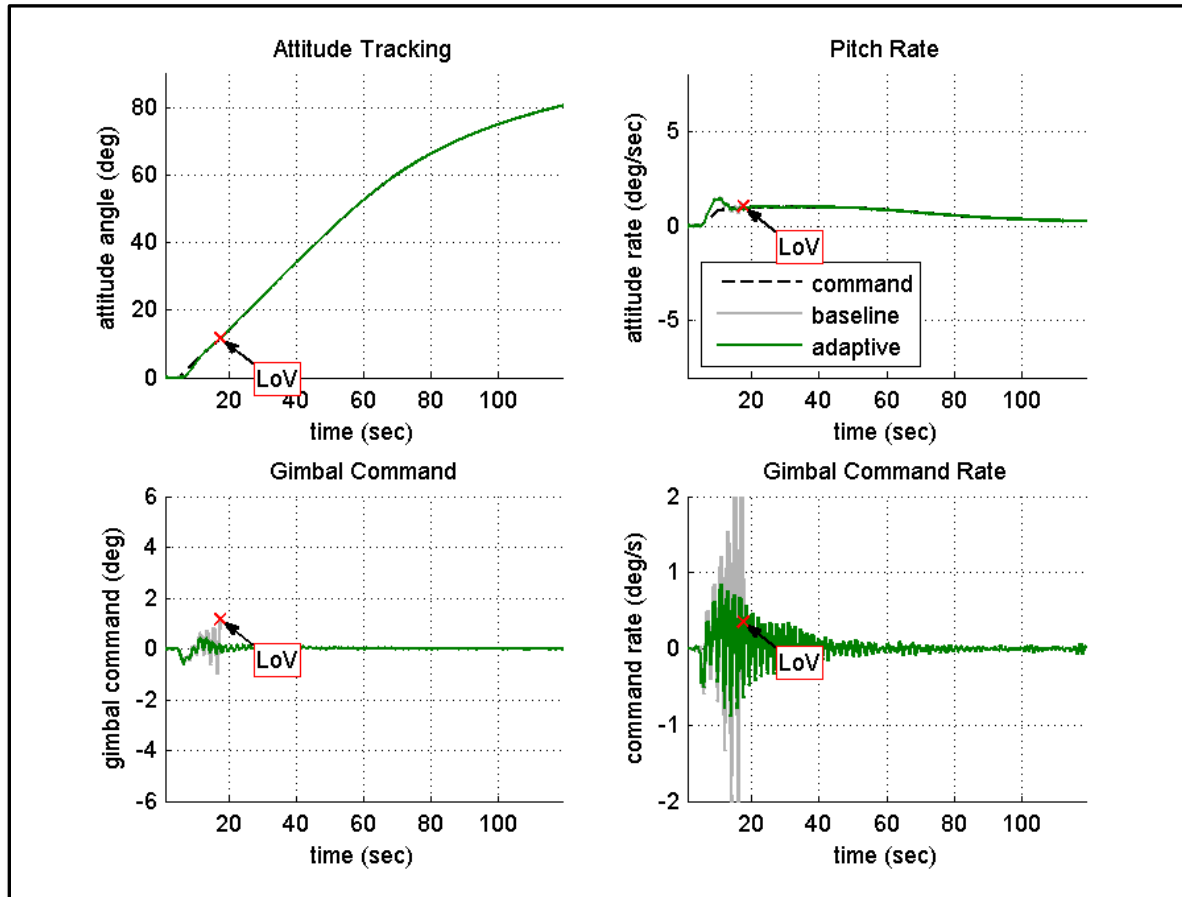 Attitude Tracking
attitude angle (deg)
80
60
40
20
0
LoV
20 40 60 80 100
time (sec)
Pitch Rate
attitude rate (deg/sec)
5
0
-5
LoV
command
baseline
adaptive
20 40 60 80 100
time (sec)
Gimbal Command
gimbal command (deg)
6
4
2
0
-2
-4
-6
LoV
20 40 60 80 100
time (sec)
Gimbal Command Rate
command rate (deg/s)
2
1
0
-1
-2
LoV
20 40 60 80 100
time (sec)